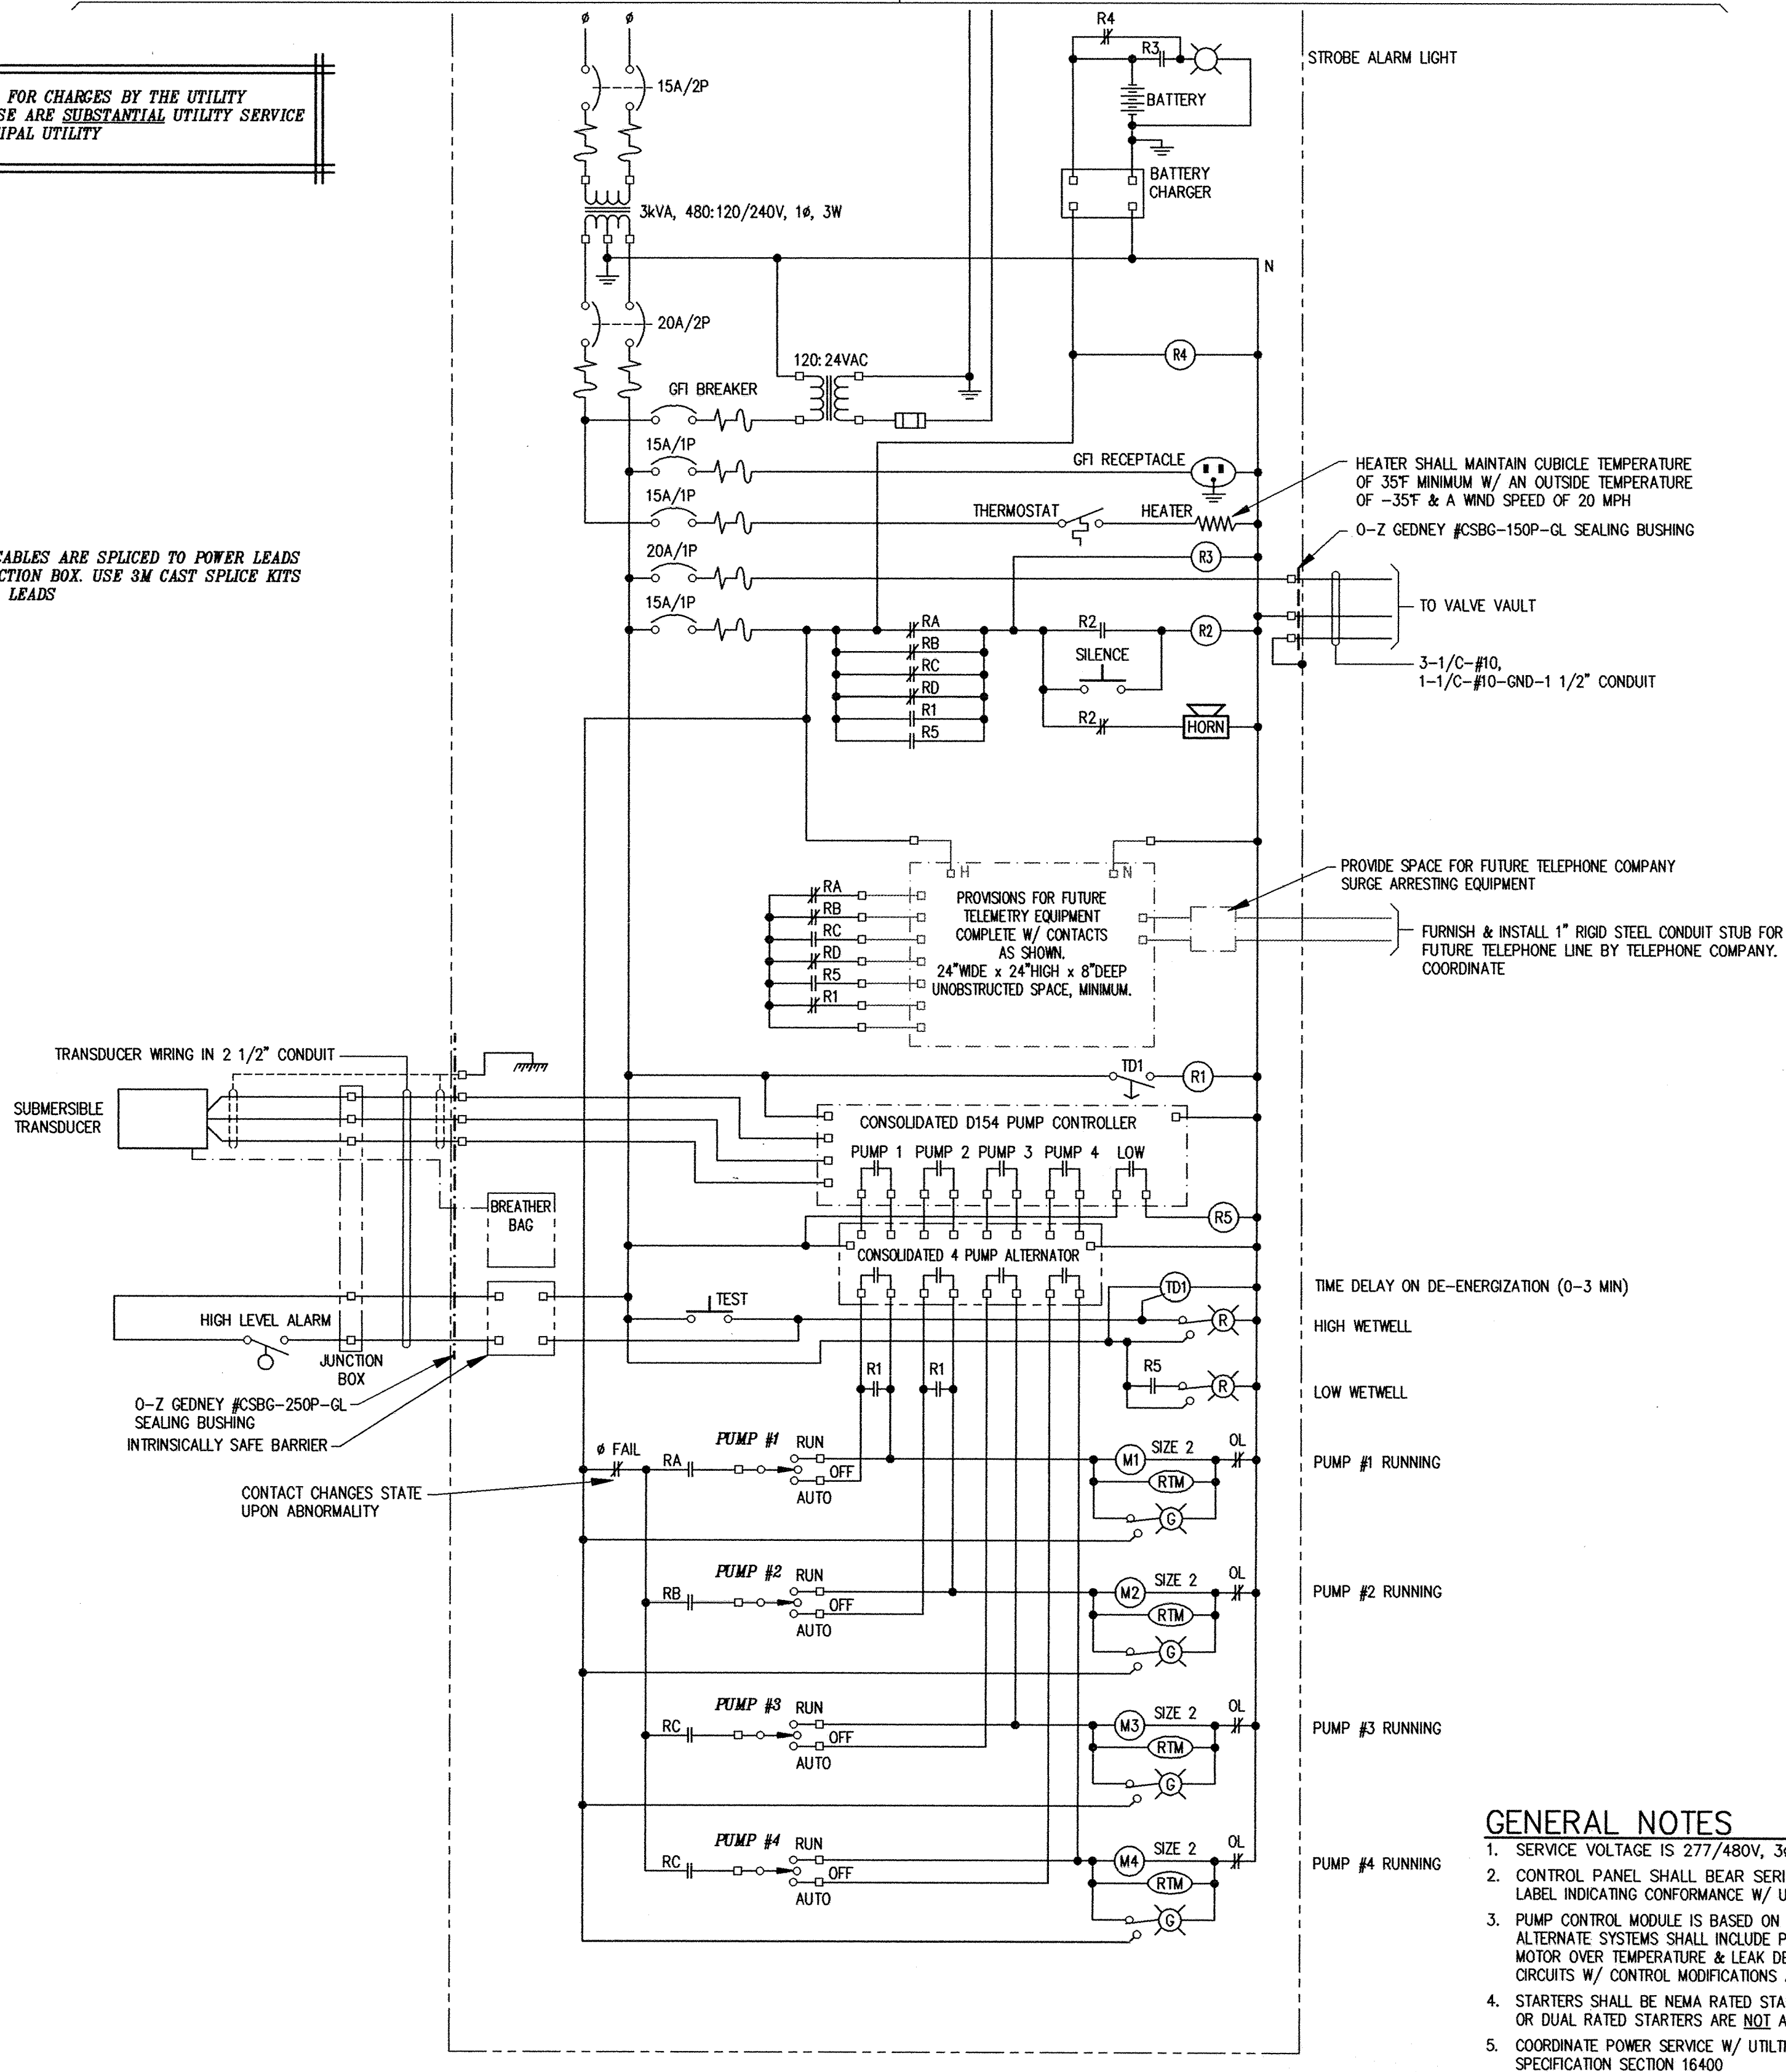 ø ø
FOR CHARGES BY THE UTILITY
SE ARE SUBSTANTIAL UTILITY SERVICE
IPAL UTILITY
15A/2P
3kVA, 480:120/240V, 1ø, 3W
20A/2P
R4
R3
BATTERY
BATTERY
CHARGER
STROBE ALARM LIGHT
N
R4
120:24VAC
GFI BREAKER
15A/1P
GFI RECEPTACLE
15A/1P
THERMOSTAT
HEATER
HEATER SHALL MAINTAIN CUBICLE TEMPERATURE
OF 35°F MINIMUM W/ AN OUTSIDE TEMPERATURE
OF -35°F & A WIND SPEED OF 20 MPH
O-Z GEDNEY #CSBG-150P-GL SEALING BUSHING
CABLES ARE SPLICED TO POWER LEADS
CTION BOX. USE 3M CAST SPLICE KITS
LEADS
20A/1P
R3
15A/1P
RA
RB
RC
RD
R1
R5
R2
SILENCE
R2
R2
HORN
TO VALVE VAULT
3-1/C-#10,
1-1/C-#10-GND-1 1/2" CONDUIT
H
N
PROVISIONS FOR FUTURE
TELEMETRY EQUIPMENT
COMPLETE W/ CONTACTS
AS SHOWN.
24"WIDE x 24"HIGH x 8"DEEP
UNOBSTRUCTED SPACE, MINIMUM.
RA
RB
RC
RD
R5
R1
PROVIDE SPACE FOR FUTURE TELEPHONE COMPANY
SURGE ARRESTING EQUIPMENT
FURNISH & INSTALL 1" RIGID STEEL CONDUIT STUB FOR
FUTURE TELEPHONE LINE BY TELEPHONE COMPANY.
COORDINATE
TRANSDUCER WIRING IN 2 1/2" CONDUIT
SUBMERSIBLE
TRANSDUCER
TD1
R1
CONSOLIDATED D154 PUMP CONTROLLER
PUMP 1 PUMP 2 PUMP 3 PUMP 4 LOW
R5
BREATHER
BAG
CONSOLIDATED 4 PUMP ALTERNATOR
TD1
TIME DELAY ON DE-ENERGIZATION (0-3 MIN)
TEST
HIGH LEVEL ALARM
JUNCTION
BOX
R
HIGH WETWELL
R1
R1
R5
R
LOW WETWELL
O-Z GEDNEY #CSBG-250P-GL
SEALING BUSHING
INTRINSICALLY SAFE BARRIER
CONTACT CHANGES STATE
UPON ABNORMALITY
ø FAIL
RA
PUMP #1
RUN
OFF
AUTO
M1
SIZE 2
OL
RTM
G
PUMP #1 RUNNING
RB
PUMP #2
RUN
OFF
AUTO
M2
SIZE 2
OL
RTM
G
PUMP #2 RUNNING
RC
PUMP #3
RUN
OFF
AUTO
M3
SIZE 2
OL
RTM
G
PUMP #3 RUNNING
RC
PUMP #4
RUN
OFF
AUTO
M4
SIZE 2
OL
RTM
G
PUMP #4 RUNNING
GENERAL NOTES
1. SERVICE VOLTAGE IS 277/480V, 3ø
2. CONTROL PANEL SHALL BEAR SERI
LABEL INDICATING CONFORMANCE W/ U
3. PUMP CONTROL MODULE IS BASED ON
ALTERNATE SYSTEMS SHALL INCLUDE P
MOTOR OVER TEMPERATURE & LEAK DE
CIRCUITS W/ CONTROL MODIFICATIONS
4. STARTERS SHALL BE NEMA RATED STA
OR DUAL RATED STARTERS ARE NOT A
5. COORDINATE POWER SERVICE W/ UTILI
SPECIFICATION SECTION 16400